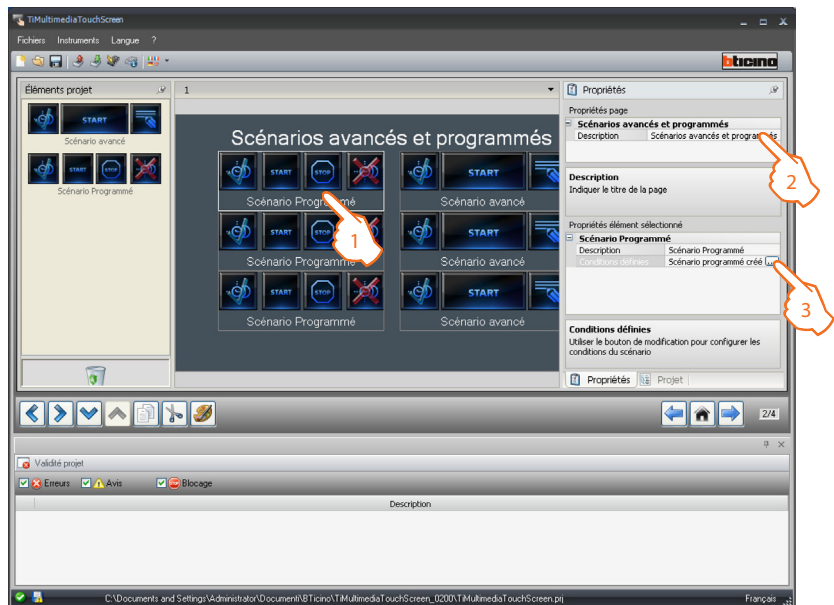 TiMultimediaTouchScreen
Fichiers Instruments Langue ?
bticino
Éléments projet
START
Scénario avancé
START STOP
Scénario Programmé
1
Scénarios avancés et programmés
START STOP START
Scénario Programmé Scénario avancé
START START
Scénario Programmé Scénario avancé
START STOP START
Scénario Programmé Scénario avancé
1
Propriétés
Propriétés page
Scénarios avancés et programmés
Description Scénarios avancés et programmés
2
Description
Indiquer le titre de la page
Propriétés élément sélectionné
Scénario Programmé
Description Scénario Programmé
Conditions définies Scénario programmé créé ...
3
Conditions définies
Utiliser le bouton de modification pour configurer les
conditions du scénario
Propriétés Projet
2/4
Validité projet
Erreurs Avis STOP Blocage
Description
C:\Documents and Settings\Administrator\Documenti\BTicino\TiMultimediaTouchScreen_0200\TiMultimediaTouchScreen.prj
Français